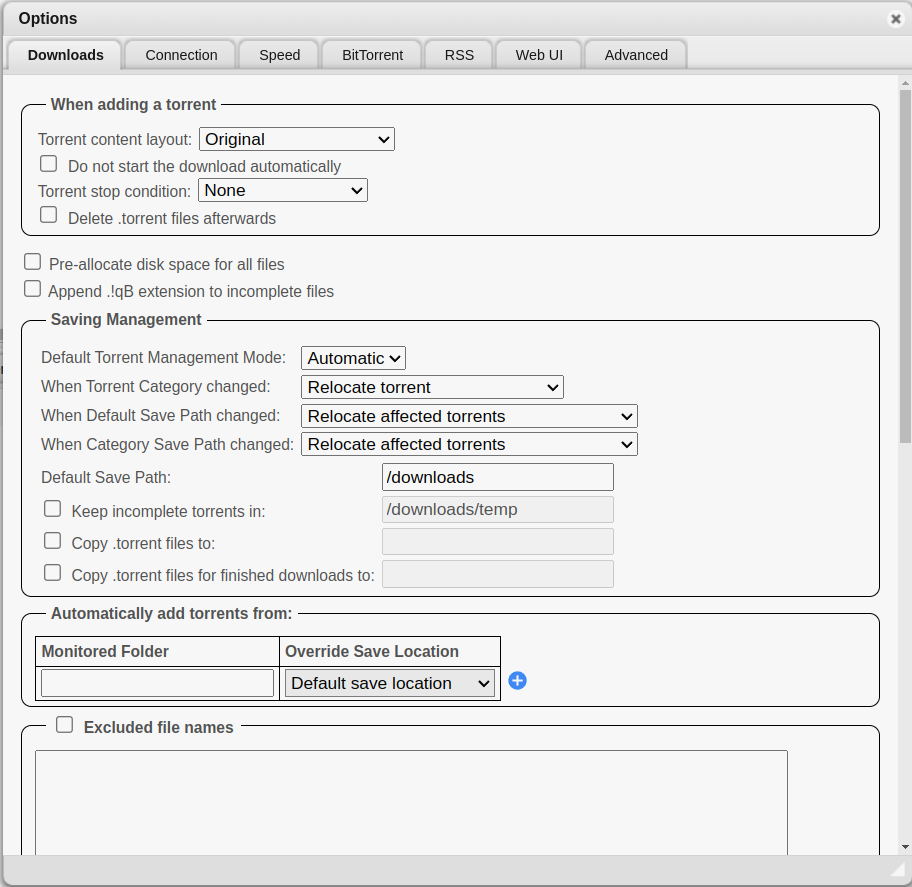 Options
Downloads Connection Speed BitTorrent RSS Web UI Advanced
When adding a torrent
Torrent content layout: Original
Do not start the download automatically
Torrent stop condition: None
Delete .torrent files afterwards
Pre-allocate disk space for all files
Append .!qB extension to incomplete files
Saving Management
Default Torrent Management Mode: Automatic
When Torrent Category changed: Relocate torrent
When Default Save Path changed: Relocate affected torrents
When Category Save Path changed: Relocate affected torrents
Default Save Path: /downloads
Keep incomplete torrents in: /downloads/temp
Copy .torrent files to:
Copy .torrent files for finished downloads to:
Automatically add torrents from:
Monitored Folder Override Save Location
Default save location
Excluded file names